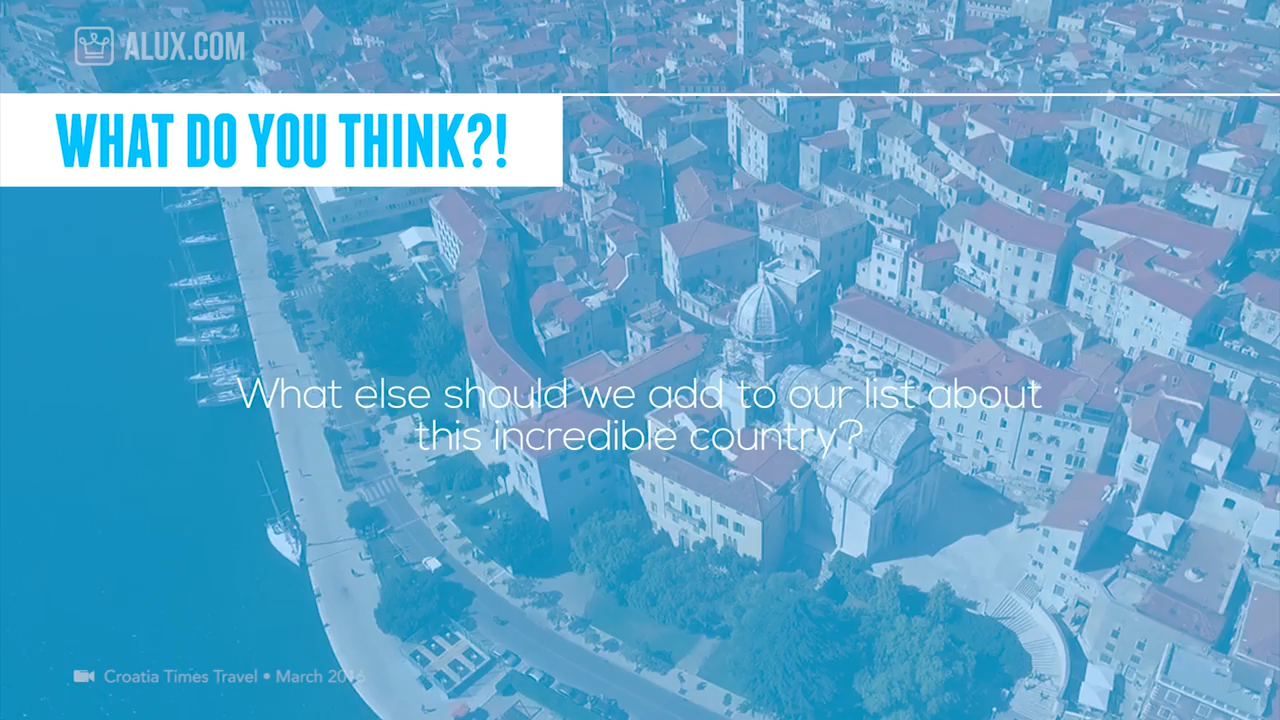 ALUX.COM
WHAT DO YOU THINK?!
What else should we add to our list about
this incredible country?
Croatia Times Travel • March 2016